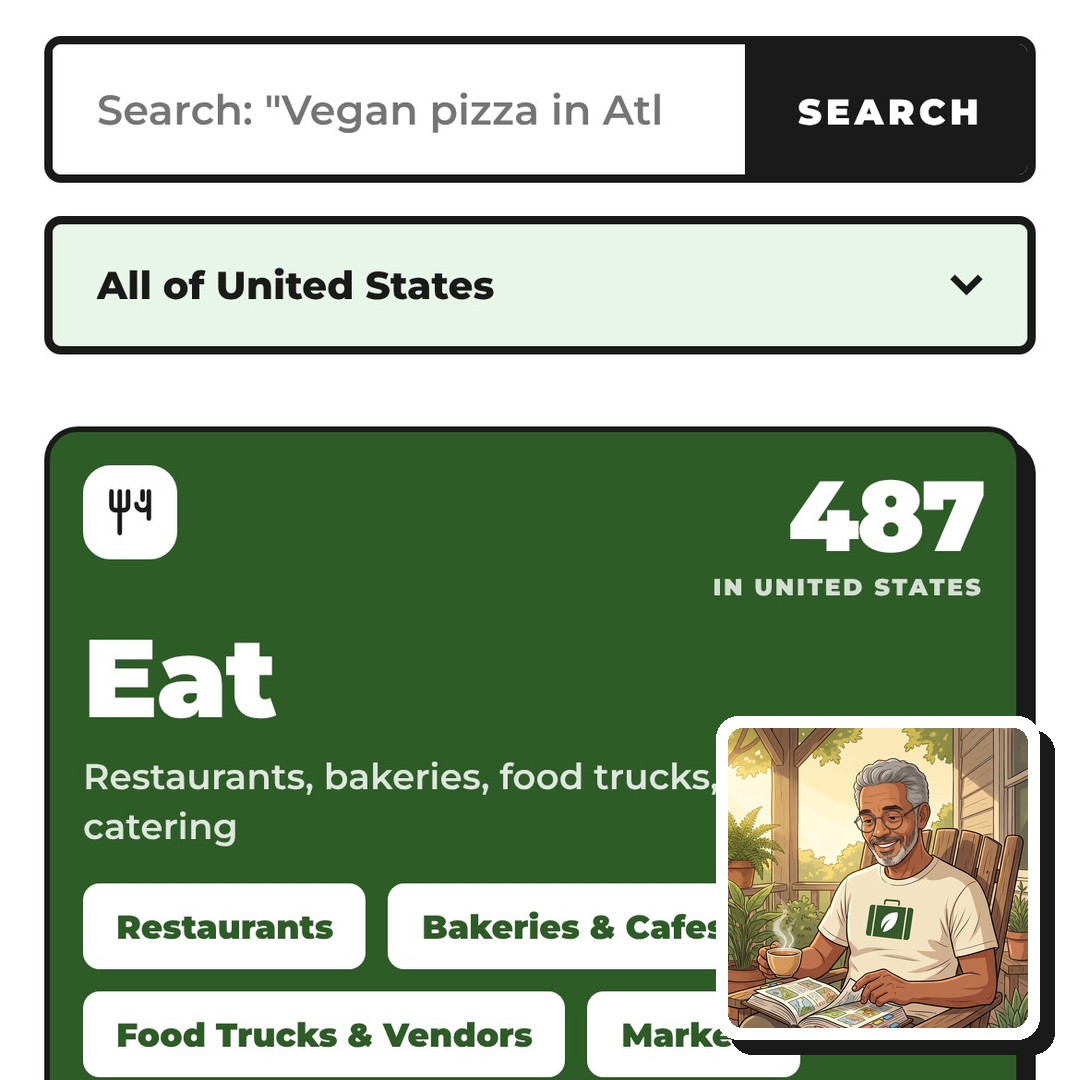 Search: "Vegan pizza in Atl
SEARCH
All of United States
487
IN UNITED STATES
Eat
Restaurants, bakeries, food trucks,
catering
Restaurants
Bakeries & Cafes
Food Trucks & Vendors